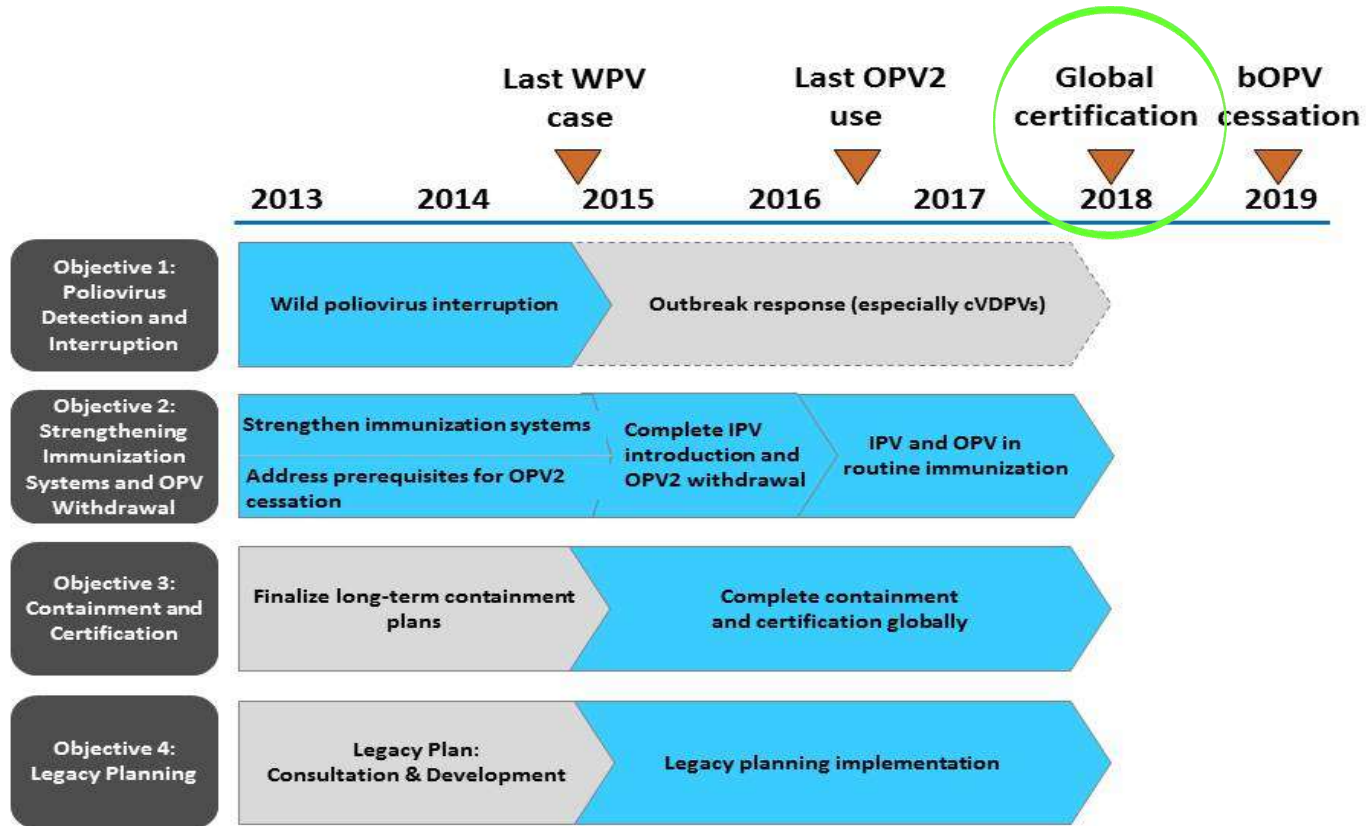 Last WPV
case
Last OPV2
use
Global
certification
bOPV
cessation
2013
2014
2015
2016
2017
2018
2019
Objective 1:
Poliovirus
Detection and
Interruption
Wild poliovirus interruption
Outbreak response (especially cVDPVs)
Objective 2:
Strengthening
Immunization
Systems and OPV
Withdrawal
Strengthen immunization systems
Address prerequisites for OPV2
cessation
Complete IPV
introduction and
OPV2 withdrawal
IPV and OPV in
routine immunization
Objective 3:
Containment and
Certification
Finalize long-term containment
plans
Complete containment
and certification globally
Objective 4:
Legacy Planning
Legacy Plan:
Consultation & Development
Legacy planning implementation